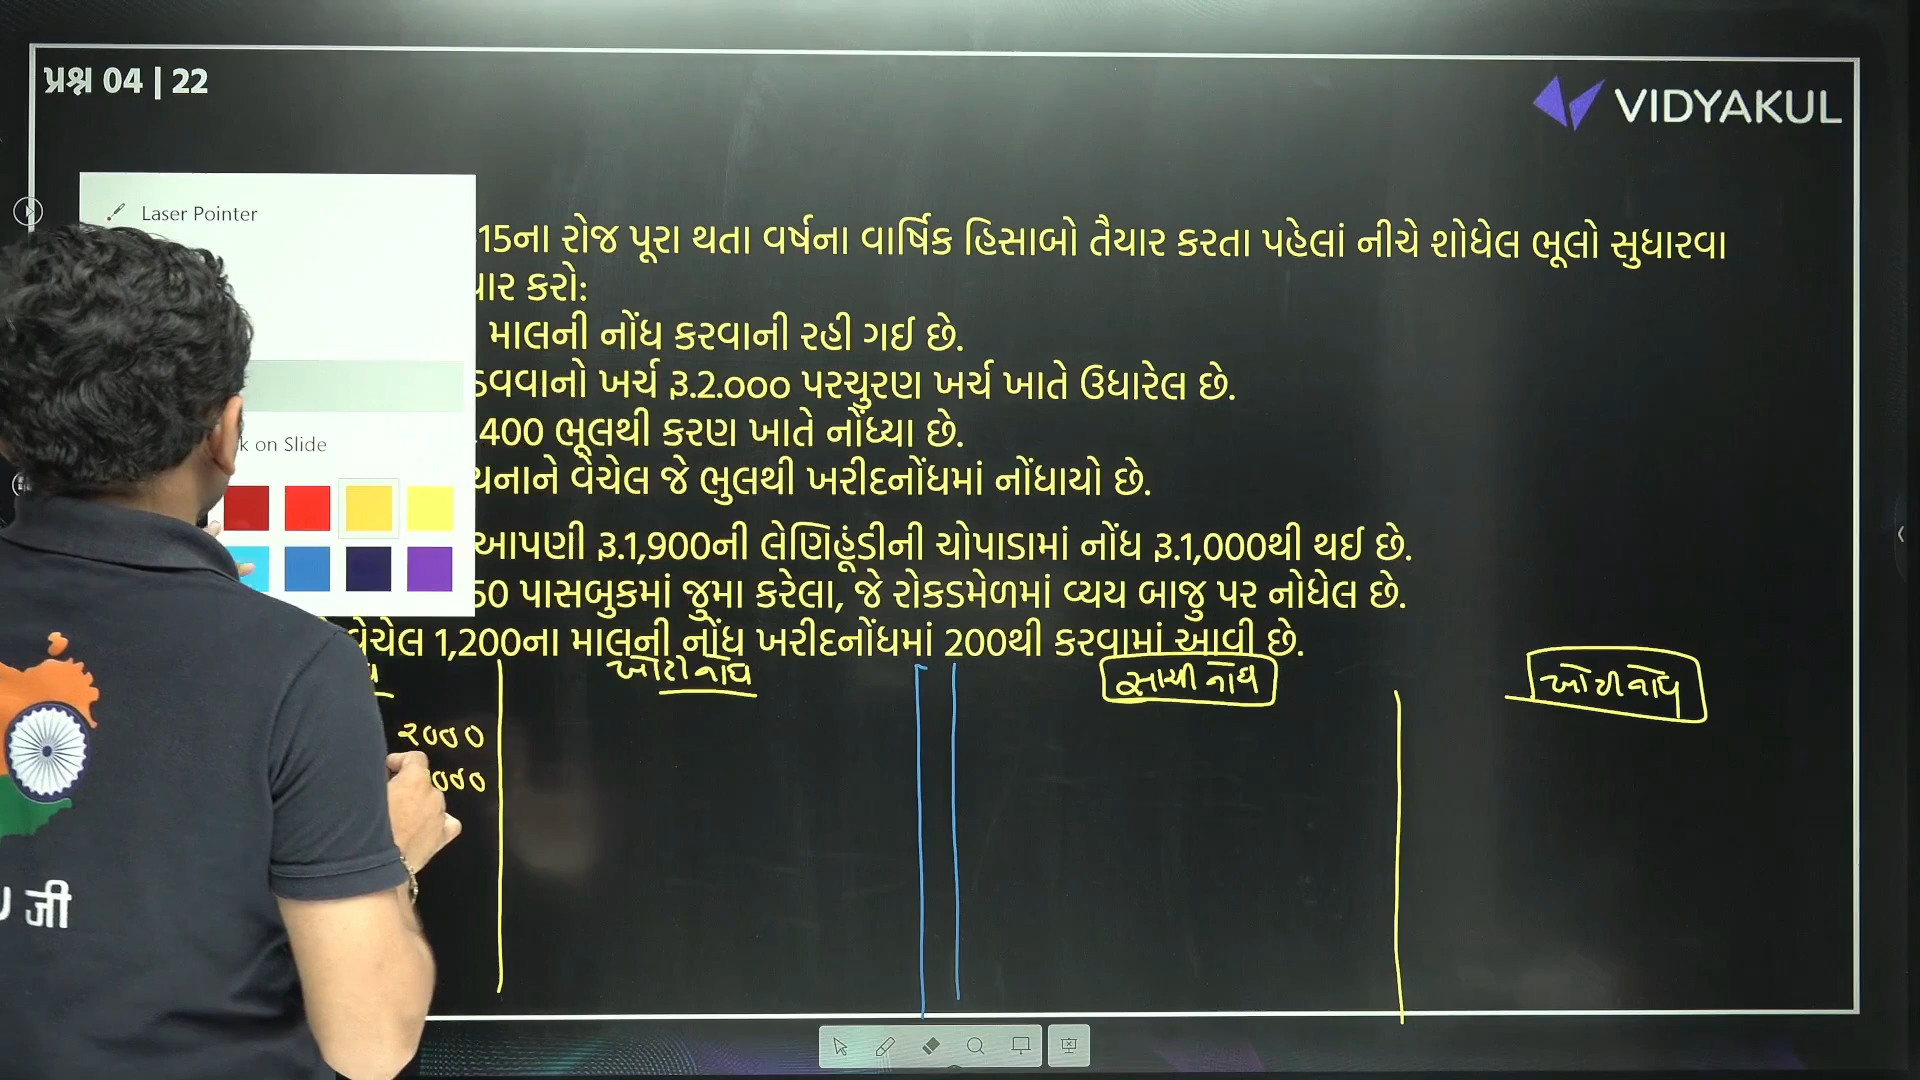 પ્રશ્ન 04 | 22
VIDYAKUL
Laser Pointer
15ના રોજ પૂરા થતા વર્ષના વાર્ષિક હિસાબો તૈયાર કરતા પહેલાં નીચે શોધેલ ભૂલો સુધારવા
કરો:
માલની નોંધ કરવાની રહી ગઈ છે.
ખર્ચ રૂ.2.000 પરચુરણ ખર્ચ ખાતે ઉધારેલ છે.
400 ભૂલથી કરણ ખાતે નોંધ્યા છે.
on Slide
વેચેલ જે ભુલથી ખરીદનોંધમાં નોંધાયો છે.
આપણી રૂ.1,900ની લેણિહૂંડીની ચોપાડામાં નોંધ રૂ.1,000થી થઈ છે.
50 પાસબુકમાં જુમા કરેલા, જે રોકડમેળમાં વ્યય બાજુ પર નોધેલ છે.
વેચેલ 1,200ના માલની નોંધ ખરીદનોંધમાં 200થી કરવામાં આવી છે.
ખોટી નોંધ
સાચી નોંધ
ખોટી નોંધ
૨૦૦૦
૦૦૦
જી